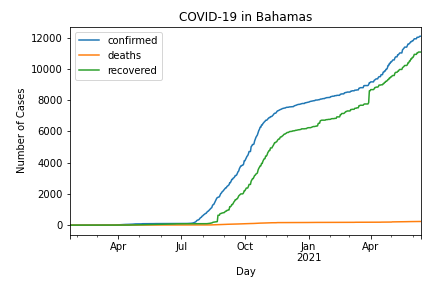 COVID-19 in Bahamas
confirmed
deaths
recovered
Number of Cases
12000
10000
8000
6000
4000
2000
0
Apr
Jul
Oct
Jan
2021
Apr
Day